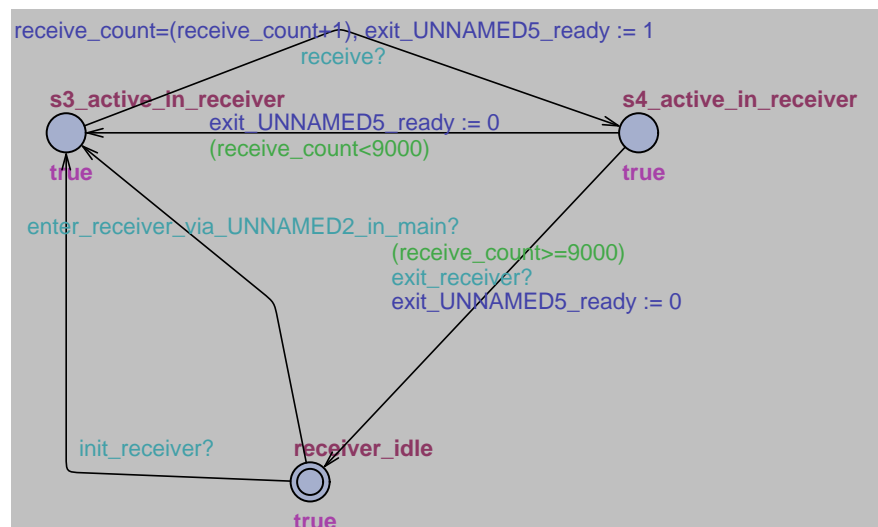 receive_count=(receive_count+1), exit_UNNAMED5_ready := 1
receive?
s3_active_in_receiver
s4_active_in_receiver
exit_UNNAMED5_ready := 0
(receive_count<9000)
true
true
enter_receiver_via_UNNAMED2_in_main?
(receive_count>=9000)
exit_receiver?
exit_UNNAMED5_ready := 0
init_receiver?
receiver_idle
true